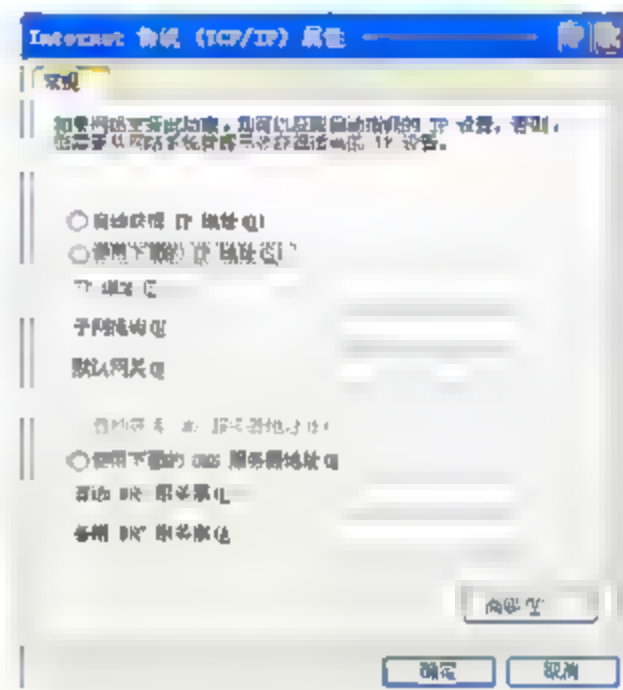 Internet 协议 (TCP/IP) 属性
常规
如果网络支持此功能，则可以获取自动指派的 IP 设置。否则，
您需要从网络系统管理员处获得适当的 IP 设置。
自动获得 IP 地址(O)
使用下面的 IP 地址(S)
IP 地址(I)
子网掩码(U)
默认网关(D)
使用下面的 DNS 服务器地址(E)
首选 DNS 服务器(P)
备用 DNS 服务器(A)
高级(V)
确定
取消